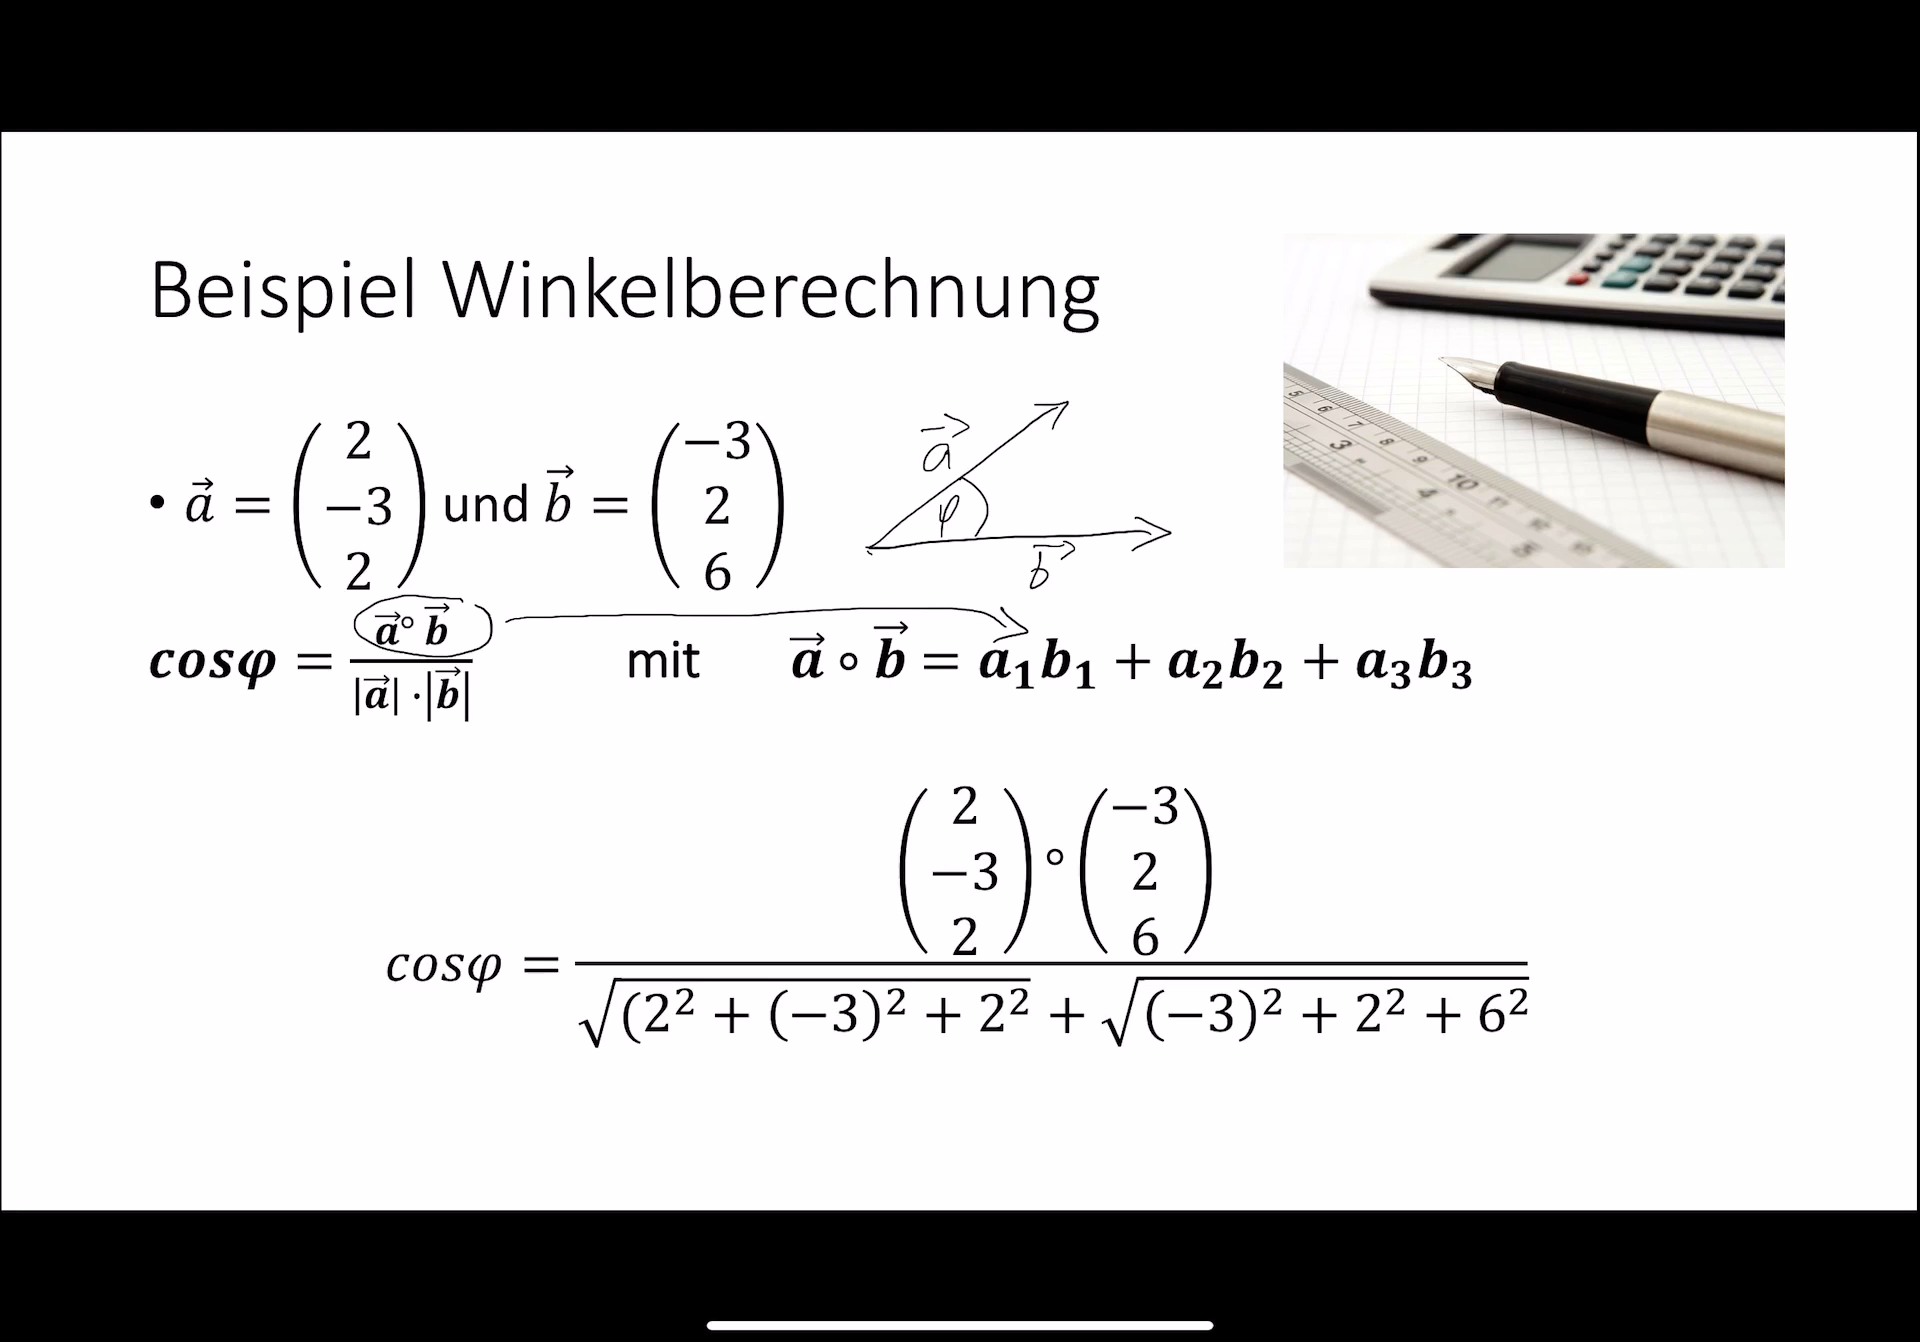 Beispiel Winkelberechnung
• a⃗ = (2 −3 2) und b⃗ = (−3 2 6)
a⃗
φ
b⃗
cosφ = a⃗∘b⃗ / |a⃗|·|b⃗| mit a⃗ ∘ b⃗ = a₁b₁ + a₂b₂ + a₃b₃
cosφ = (2 −3 2) ∘ (−3 2 6) / √(2² + (−3)² + 2² + √(−3)² + 2² + 6²